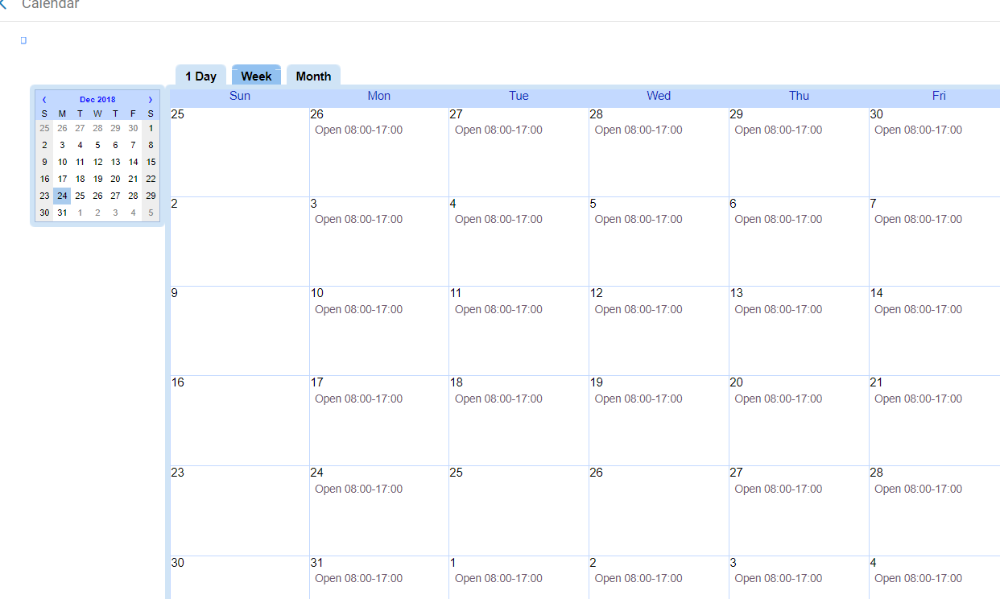 Calendar
1 Day Week Month
‹ Dec 2018 ›
S M T W T F S
25 26 27 28 29 30 1
2 3 4 5 6 7 8
9 10 11 12 13 14 15
16 17 18 19 20 21 22
23 24 25 26 27 28 29
30 31 1 2 3 4 5
Sun Mon Tue Wed Thu Fri
25 26 27 28 29 30
Open 08:00-17:00 Open 08:00-17:00 Open 08:00-17:00 Open 08:00-17:00 Open 08:00-17:00
2 3 4 5 6 7
Open 08:00-17:00 Open 08:00-17:00 Open 08:00-17:00 Open 08:00-17:00 Open 08:00-17:00
9 10 11 12 13 14
Open 08:00-17:00 Open 08:00-17:00 Open 08:00-17:00 Open 08:00-17:00 Open 08:00-17:00
16 17 18 19 20 21
Open 08:00-17:00 Open 08:00-17:00 Open 08:00-17:00 Open 08:00-17:00 Open 08:00-17:00
23 24 25 26 27 28
Open 08:00-17:00 Open 08:00-17:00 Open 08:00-17:00
30 31 1 2 3 4
Open 08:00-17:00 Open 08:00-17:00 Open 08:00-17:00 Open 08:00-17:00 Open 08:00-17:00